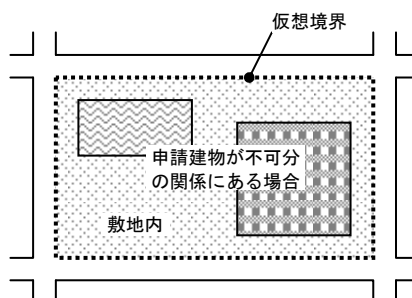 仮想境界
申請建物が不可分
の関係にある場合
敷地内